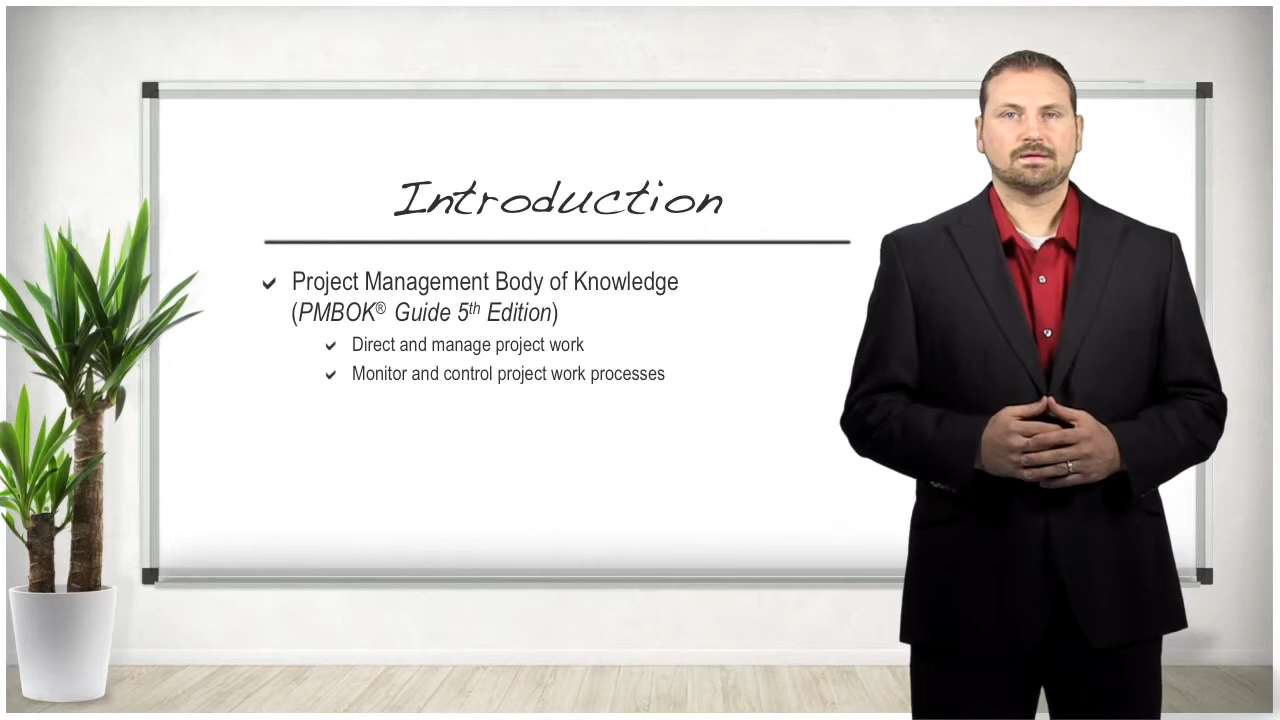 Introduction
Project Management Body of Knowledge
(PMBOK® Guide 5th Edition)
Direct and manage project work
Monitor and control project work processes